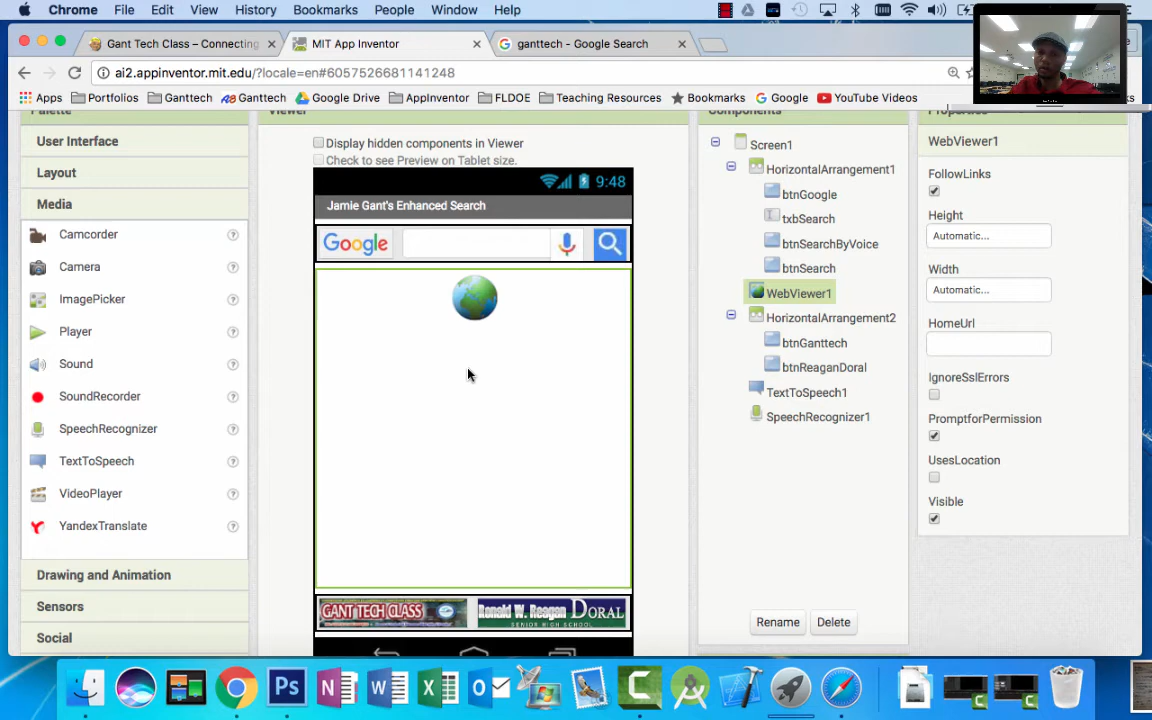 Chrome File Edit View History Bookmarks People Window Help
Gant Tech Class – Connecting
MIT App Inventor
ganttech - Google Search
ai2.appinventor.mit.edu/?locale=en#6057526681141248
Apps Portfolios Ganttech Ganttech Google Drive AppInventor FLDOE Teaching Resources Bookmarks Google YouTube Videos
Palette Viewer Components Properties
User Interface
Layout
Media
Camcorder ?
Camera ?
ImagePicker ?
Player ?
Sound ?
SoundRecorder ?
SpeechRecognizer ?
TextToSpeech ?
VideoPlayer ?
YandexTranslate ?
Drawing and Animation
Sensors
Social
Display hidden components in Viewer
Check to see Preview on Tablet size.
9:48
Jamie Gant's Enhanced Search
Google
GANT TECH CLASS
Ronald W. Reagan DORAL
SENIOR HIGH SCHOOL
Screen1
HorizontalArrangement1
btnGoogle
txbSearch
btnSearchByVoice
btnSearch
WebViewer1
HorizontalArrangement2
btnGanttech
btnReaganDoral
TextToSpeech1
SpeechRecognizer1
Rename Delete
WebViewer1
FollowLinks
Height
Automatic...
Width
Automatic...
HomeUrl
IgnoreSslErrors
PromptforPermission
UsesLocation
Visible